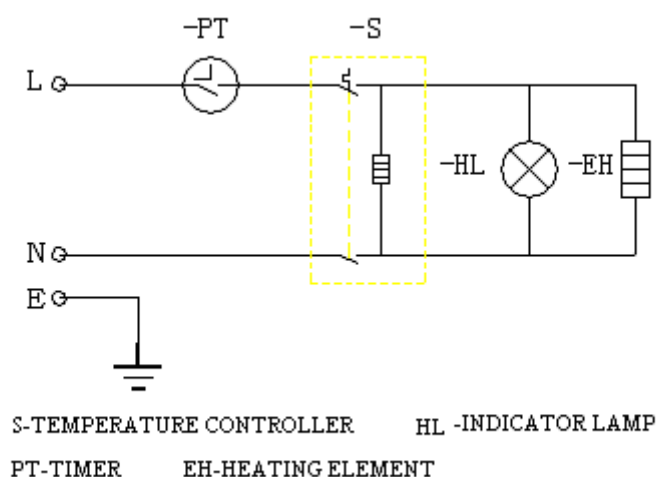 -PT -S
L
-HL -EH
N
E
S-TEMPERATURE CONTROLLER HL -INDICATOR LAMP
PT-TIMER EH-HEATING ELEMENT